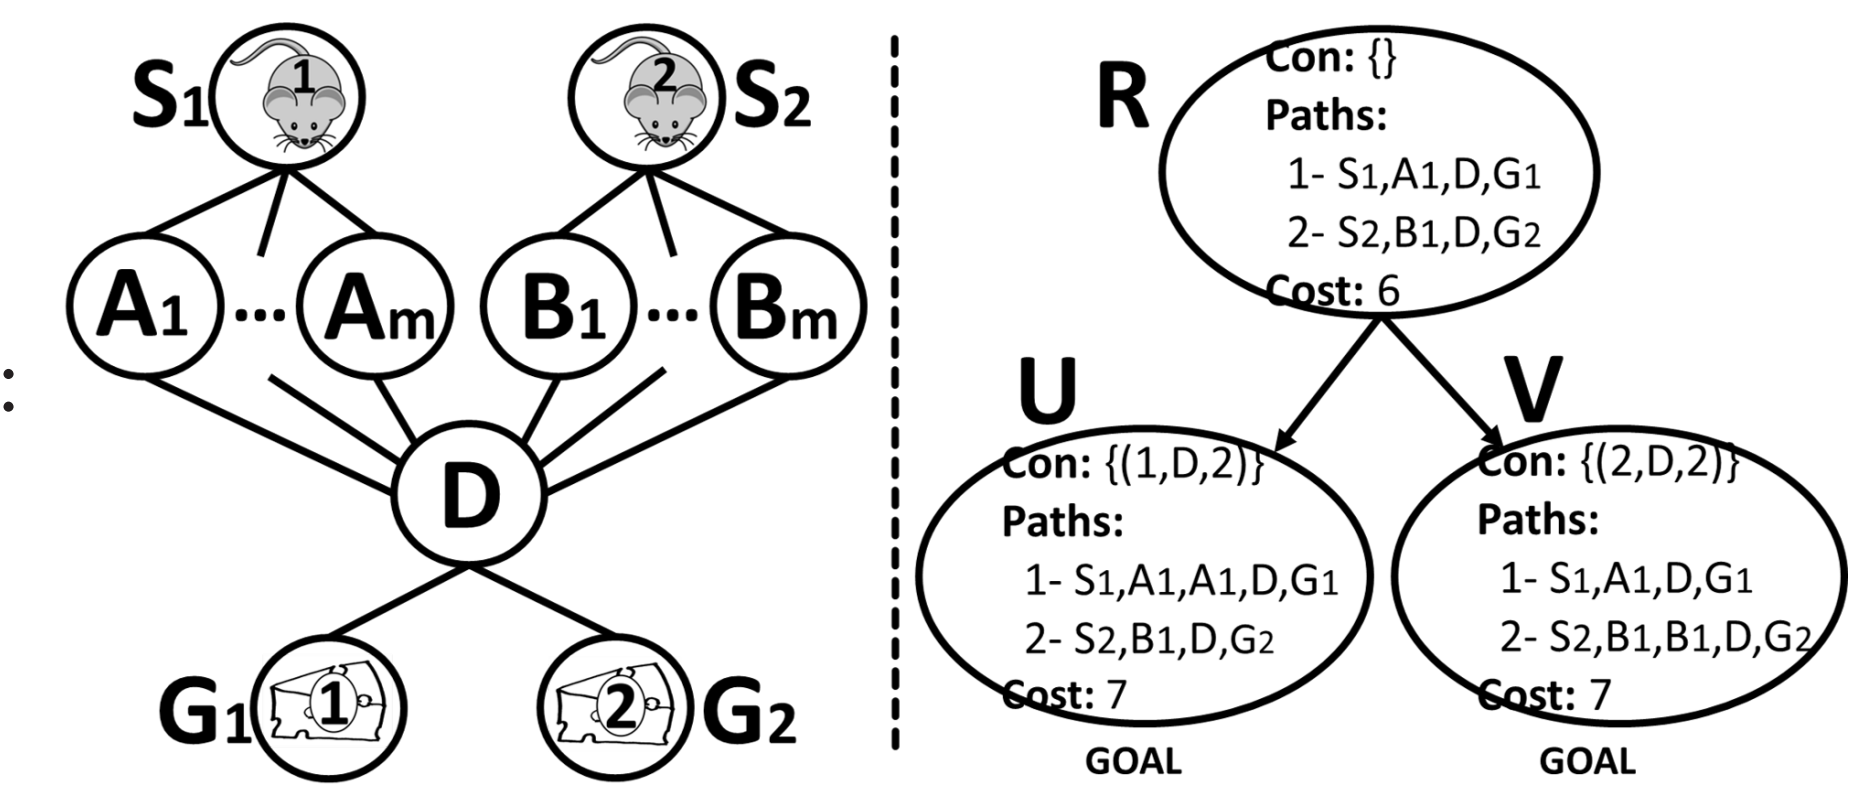 S1
1
2
S2
A1
...
Am
B1
...
Bm
D
G1
1
2
G2
:
R
Con: {}
Paths:
1- S1,A1,D,G1
2- S2,B1,D,G2
Cost: 6
U
Con: {(1,D,2)}
Paths:
1- S1,A1,A1,D,G1
2- S2,B1,D,G2
Cost: 7
GOAL
V
Con: {(2,D,2)}
Paths:
1- S1,A1,D,G1
2- S2,B1,B1,D,G2
Cost: 7
GOAL